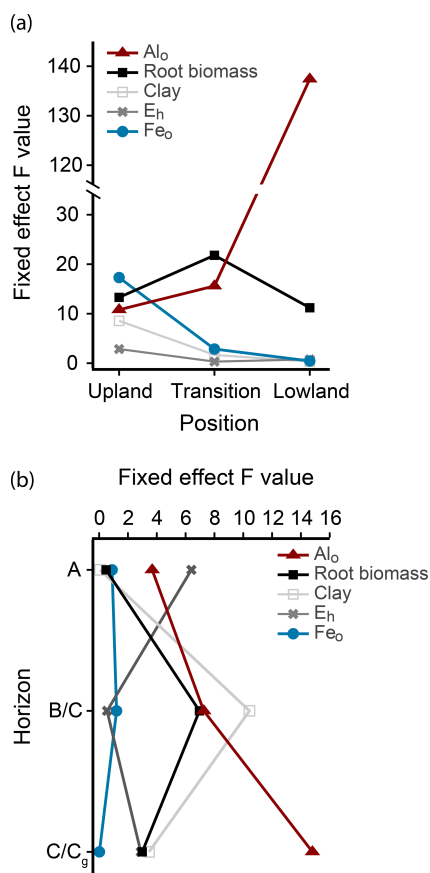 (a)
Alo
Root biomass
Clay
Eh
Feo
Fixed effect F value
140
130
120
30
20
10
0
Upland Transition Lowland
Position
(b)
Fixed effect F value
0 2 4 6 8 10 12 14 16
Alo
Root biomass
Clay
Eh
Feo
Horizon
A
B/C
C/Cg